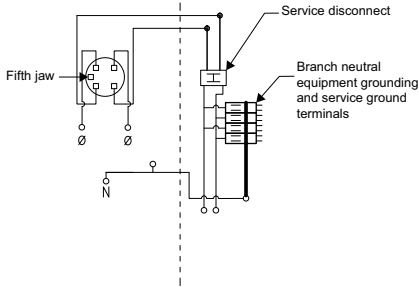 Service disconnect
Fifth jaw
Branch neutral
equipment grounding
and service ground
terminals
Ø
Ø
N